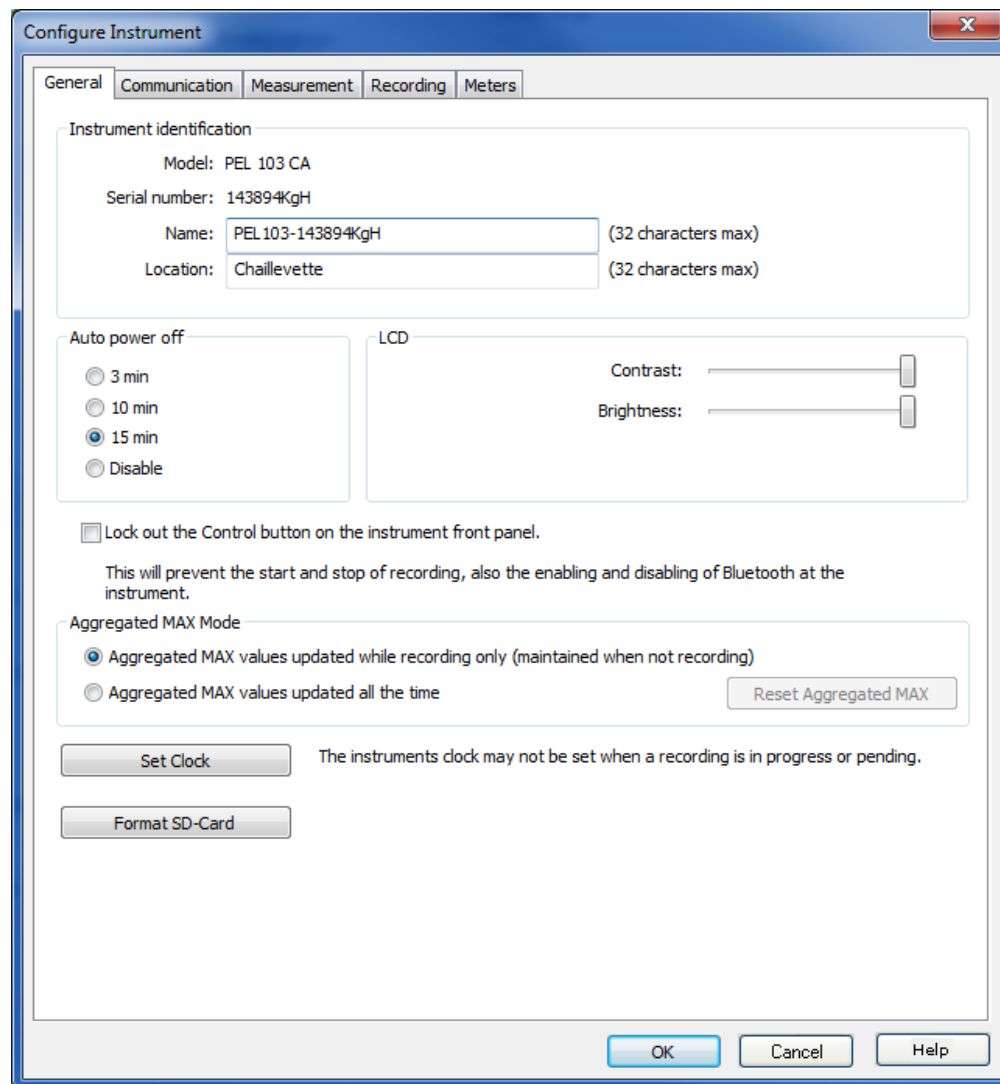 Configure Instrument
General Communication Measurement Recording Meters
Instrument identification
Model: PEL 103 CA
Serial number: 143894KgH
Name: PEL103-143894KgH (32 characters max)
Location: Chaillevette (32 characters max)
Auto power off
LCD
3 min
Contrast:
10 min
Brightness:
15 min
Disable
Lock out the Control button on the instrument front panel.
This will prevent the start and stop of recording, also the enabling and disabling of Bluetooth at the
instrument.
Aggregated MAX Mode
Aggregated MAX values updated while recording only (maintained when not recording)
Aggregated MAX values updated all the time
Reset Aggregated MAX
Set Clock
The instruments clock may not be set when a recording is in progress or pending.
Format SD-Card
OK Cancel Help